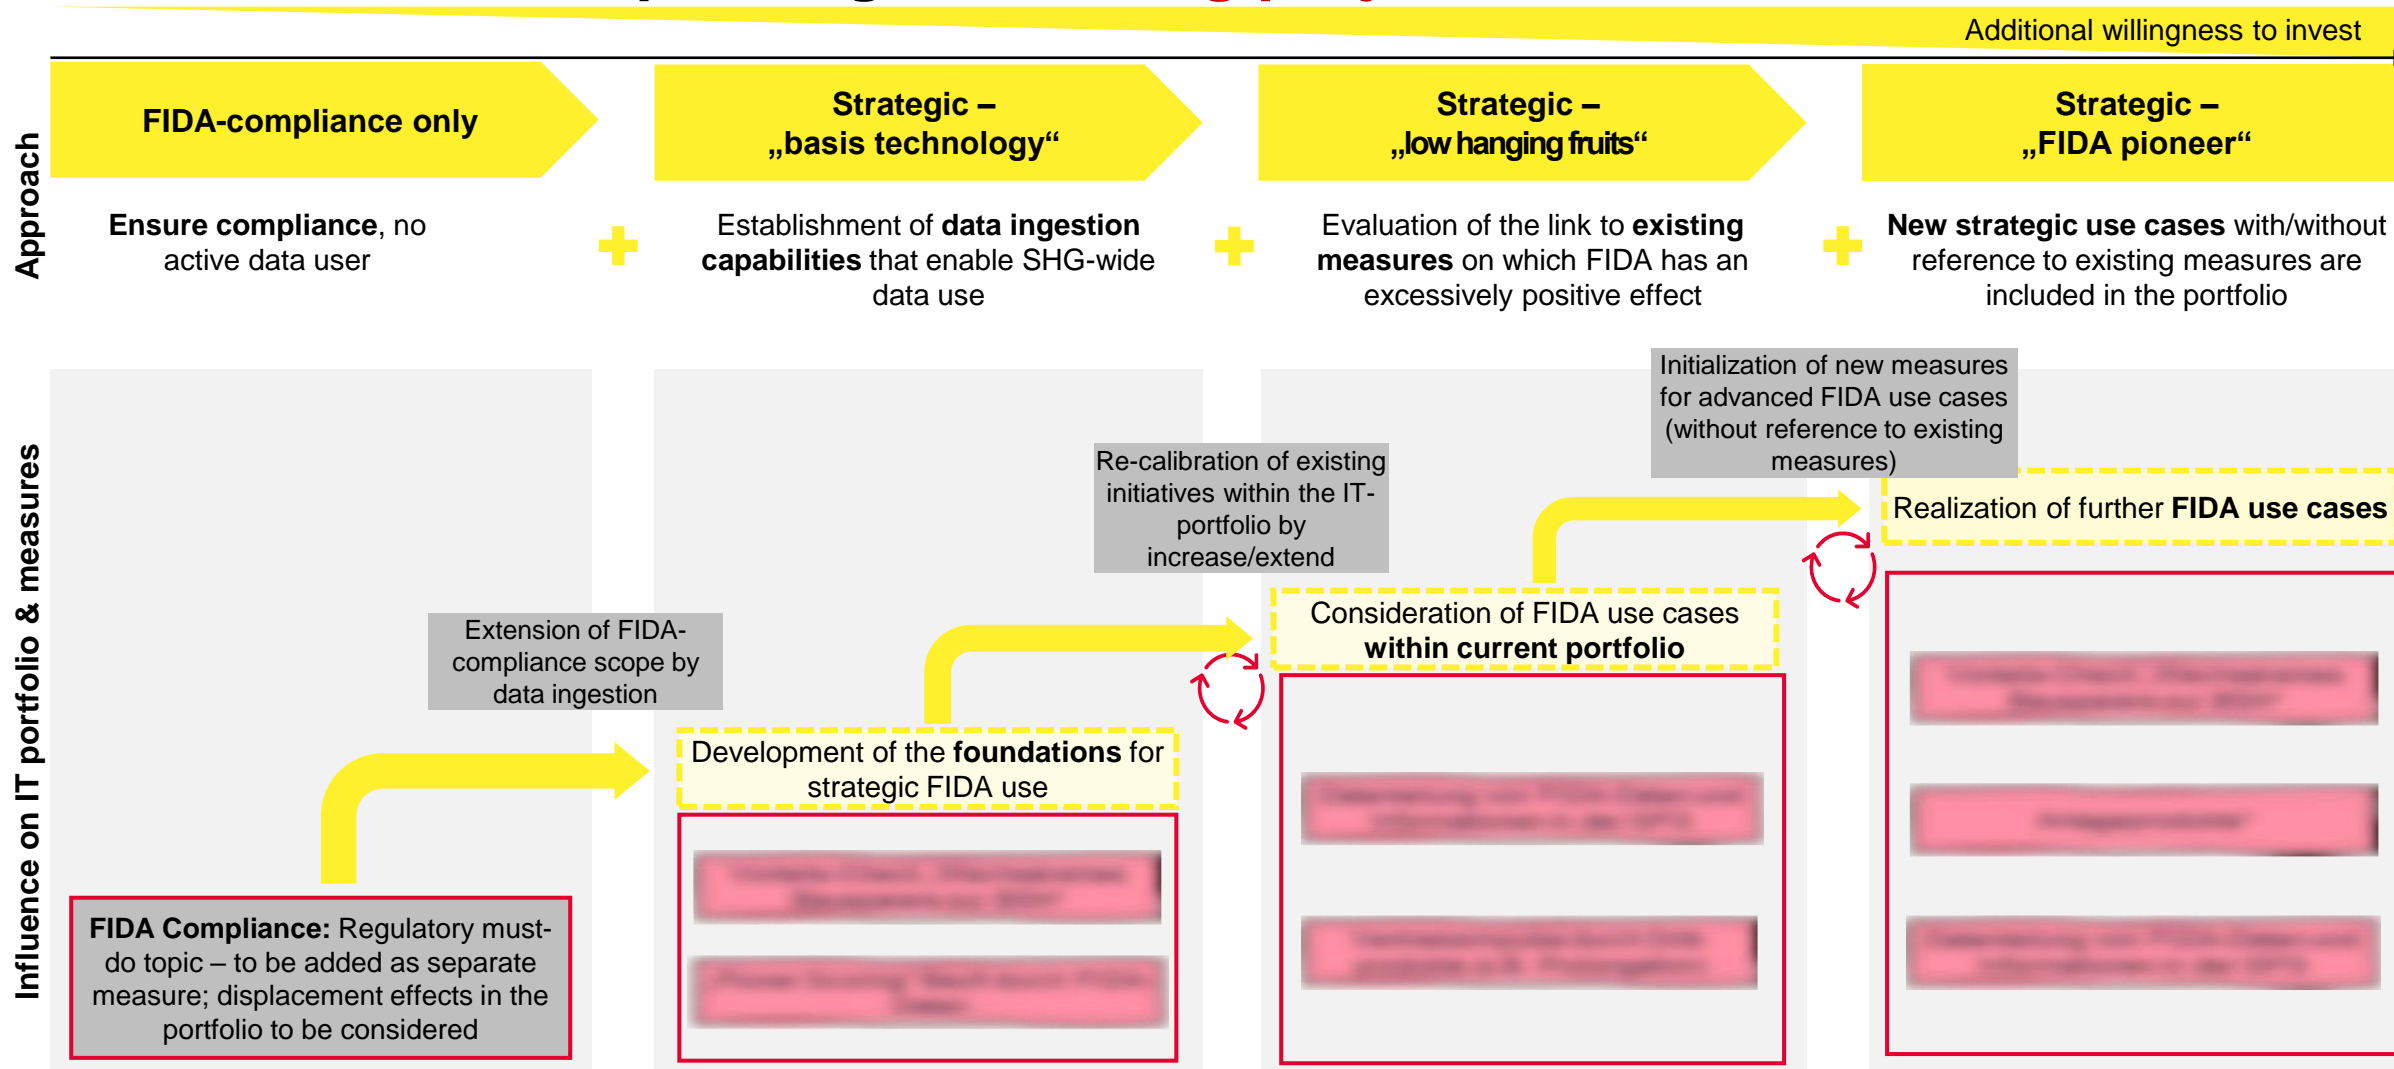 Additional willingness to invest
Approach
FIDA-compliance only
Strategic –
„basis technology“
Strategic –
„low hanging fruits“
Strategic –
„FIDA pioneer“
Ensure compliance, no
active data user
Establishment of data ingestion
capabilities that enable SHG-wide
data use
Evaluation of the link to existing
measures on which FIDA has an
excessively positive effect
New strategic use cases with/without
reference to existing measures are
included in the portfolio
Influence on IT portfolio & measures
FIDA Compliance: Regulatory must-
do topic – to be added as separate
measure; displacement effects in the
portfolio to be considered
Extension of FIDA-
compliance scope by
data ingestion
Development of the foundations for
strategic FIDA use
Re-calibration of existing
initiatives within the IT-
portfolio by
increase/extend
Consideration of FIDA use cases
within current portfolio
Initialization of new measures
for advanced FIDA use cases
(without reference to existing
measures)
Realization of further FIDA use cases